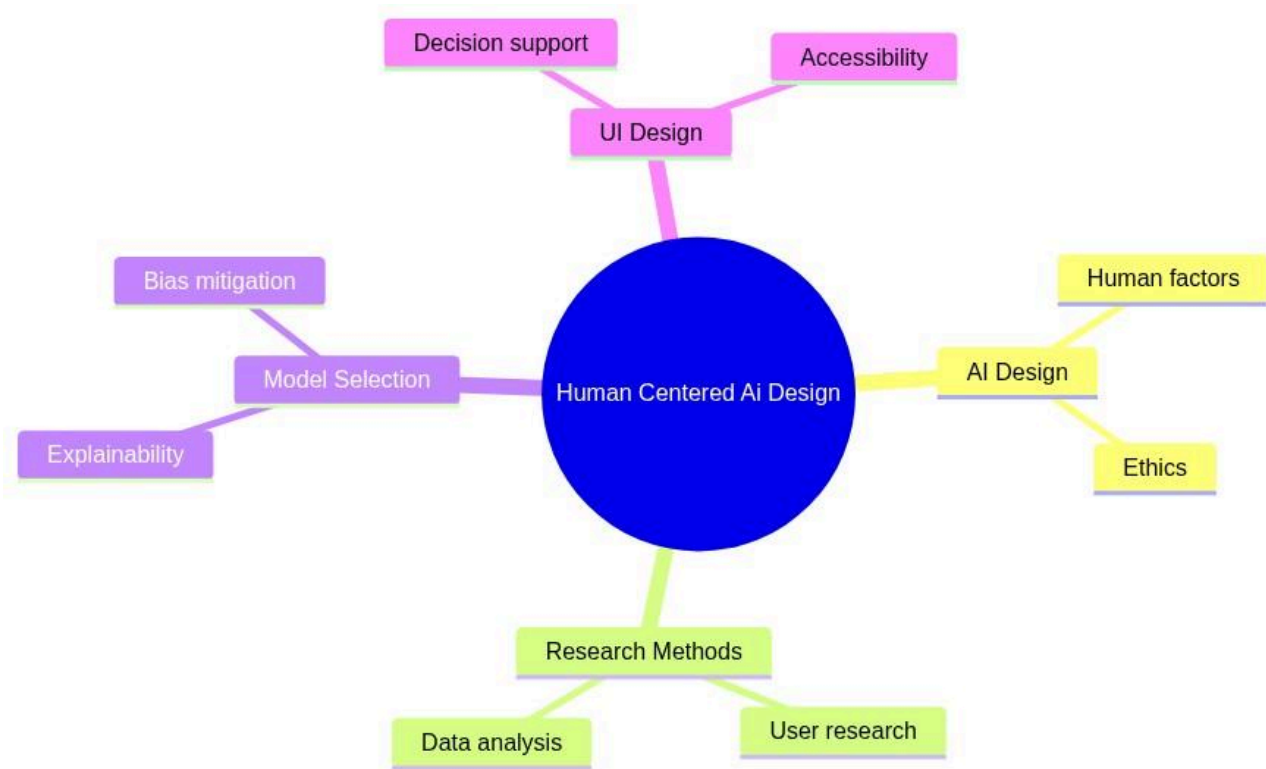 Decision support
Accessibility
UI Design
Bias mitigation
Human factors
Model Selection
Human Centered Ai Design
AI Design
Explainability
Ethics
Research Methods
Data analysis
User research